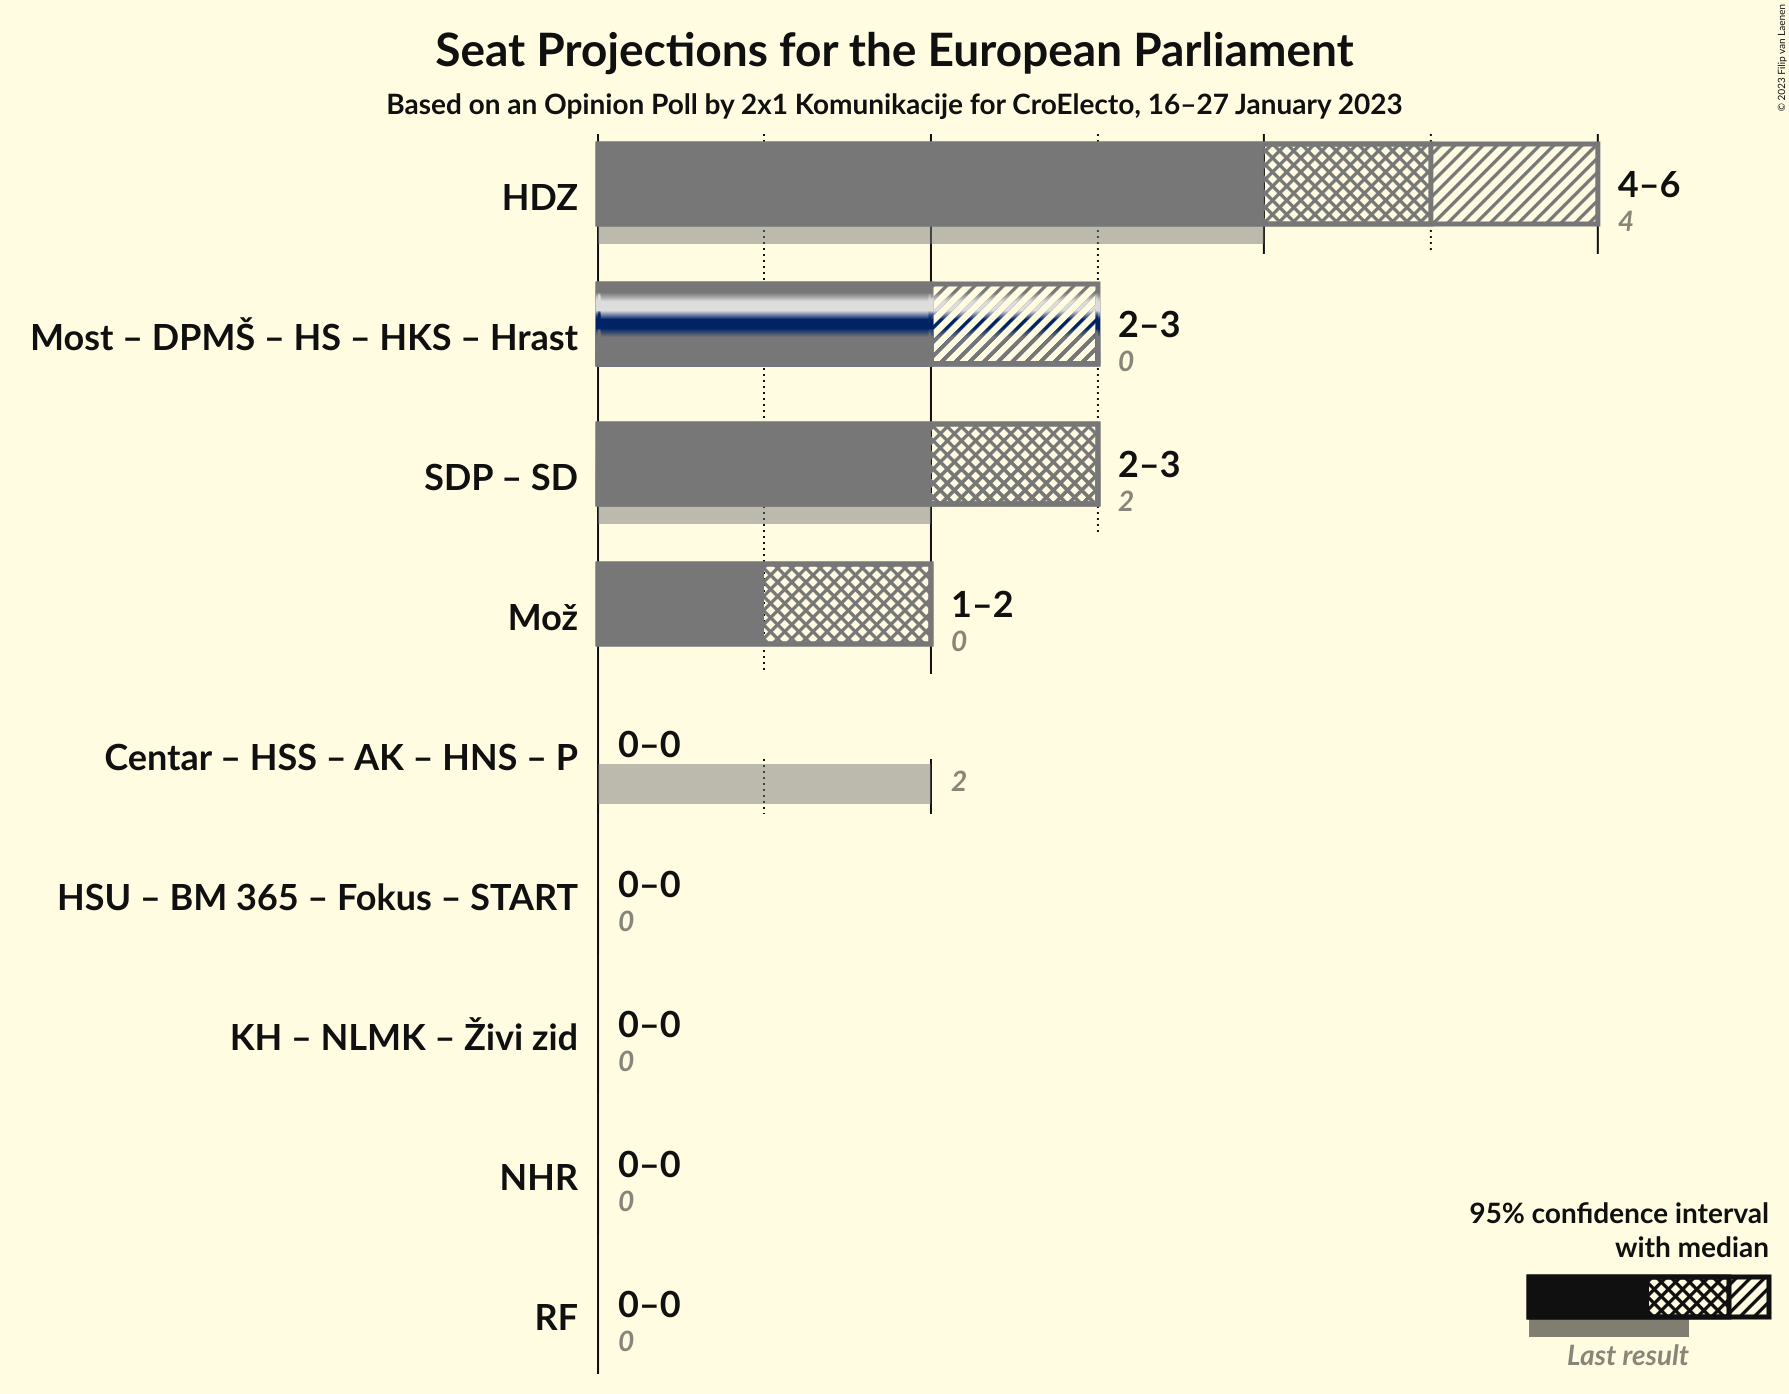 Seat Projections for the European Parliament
Based on an Opinion Poll by 2x1 Komunikacije for CroElecto, 16–27 January 2023
© 2023 Filip van Laenen
HDZ
4–6
4
Most – DPMŠ – HS – HKS – Hrast
2–3
0
SDP – SD
2–3
2
Mož
1–2
0
Centar – HSS – AK – HNS – P
0–0
2
HSU – BM 365 – Fokus – START
0–0
0
KH – NLMK – Živi zid
0–0
0
NHR
0–0
0
RF
0–0
0
95% confidence interval
with median
Last result